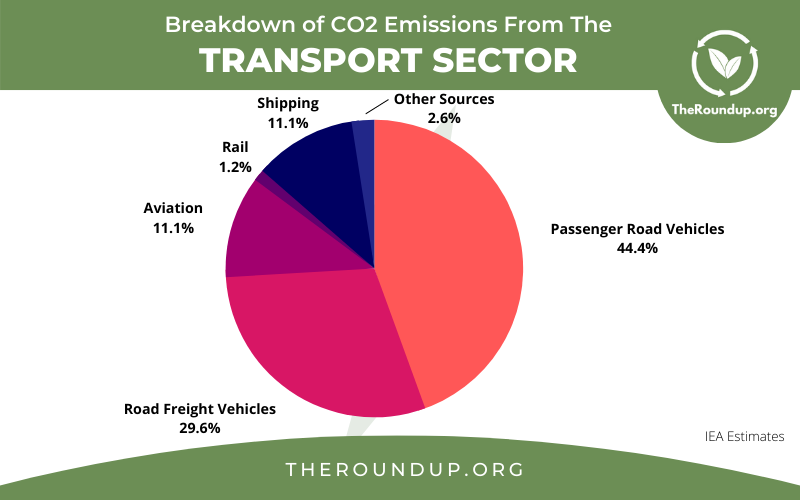 Breakdown of CO2 Emissions From The
TRANSPORT SECTOR
TheRoundup.org
Shipping
11.1%
Other Sources
2.6%
Rail
1.2%
Aviation
11.1%
Passenger Road Vehicles
44.4%
Road Freight Vehicles
29.6%
IEA Estimates
THEROUNDUP.ORG